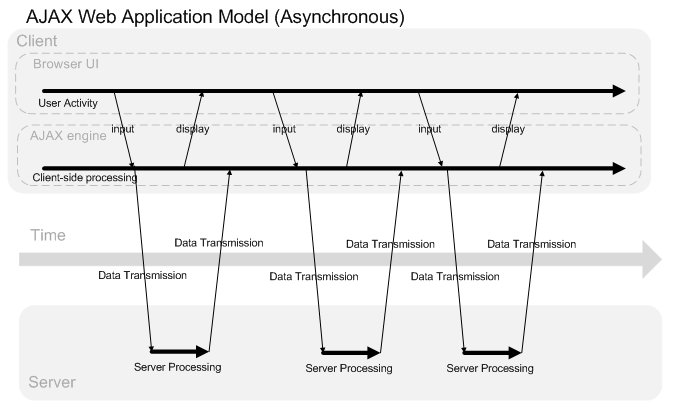 AJAX Web Application Model (Asynchronous)
Client
Browser UI
User Activity
input
display
input
display
input
display
AJAX engine
Client-side processing
Time
Data Transmission
Data Transmission
Data Transmission
Data Transmission
Data Transmission
Data Transmission
Server Processing
Server Processing
Server Processing
Server